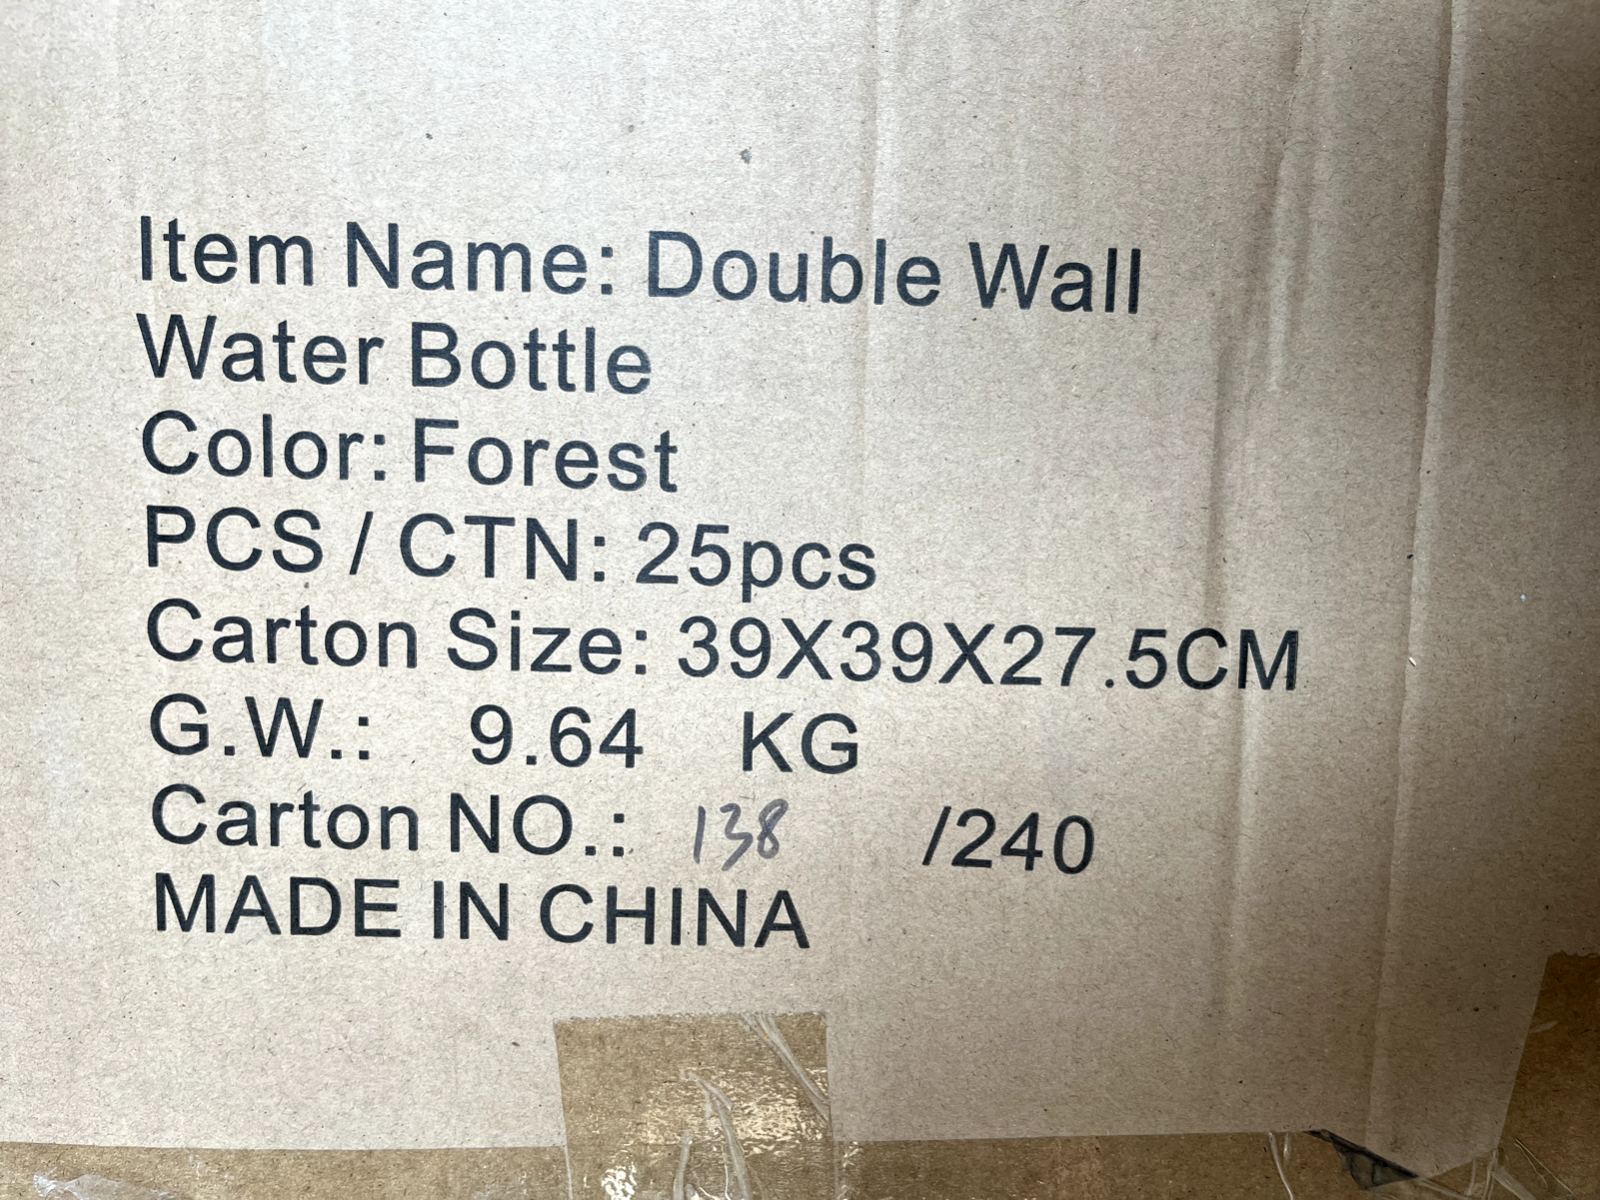 Item Name: Double Wall
Water Bottle
Color: Forest
PCS / CTN: 25pcs
Carton Size: 39X39X27.5CM
G.W.: 9.64 KG
Carton NO.: 138 /240
MADE IN CHINA